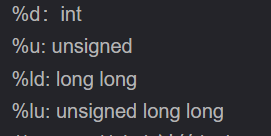 %d： int
%u: unsigned
%ld: long long
%lu: unsigned long long